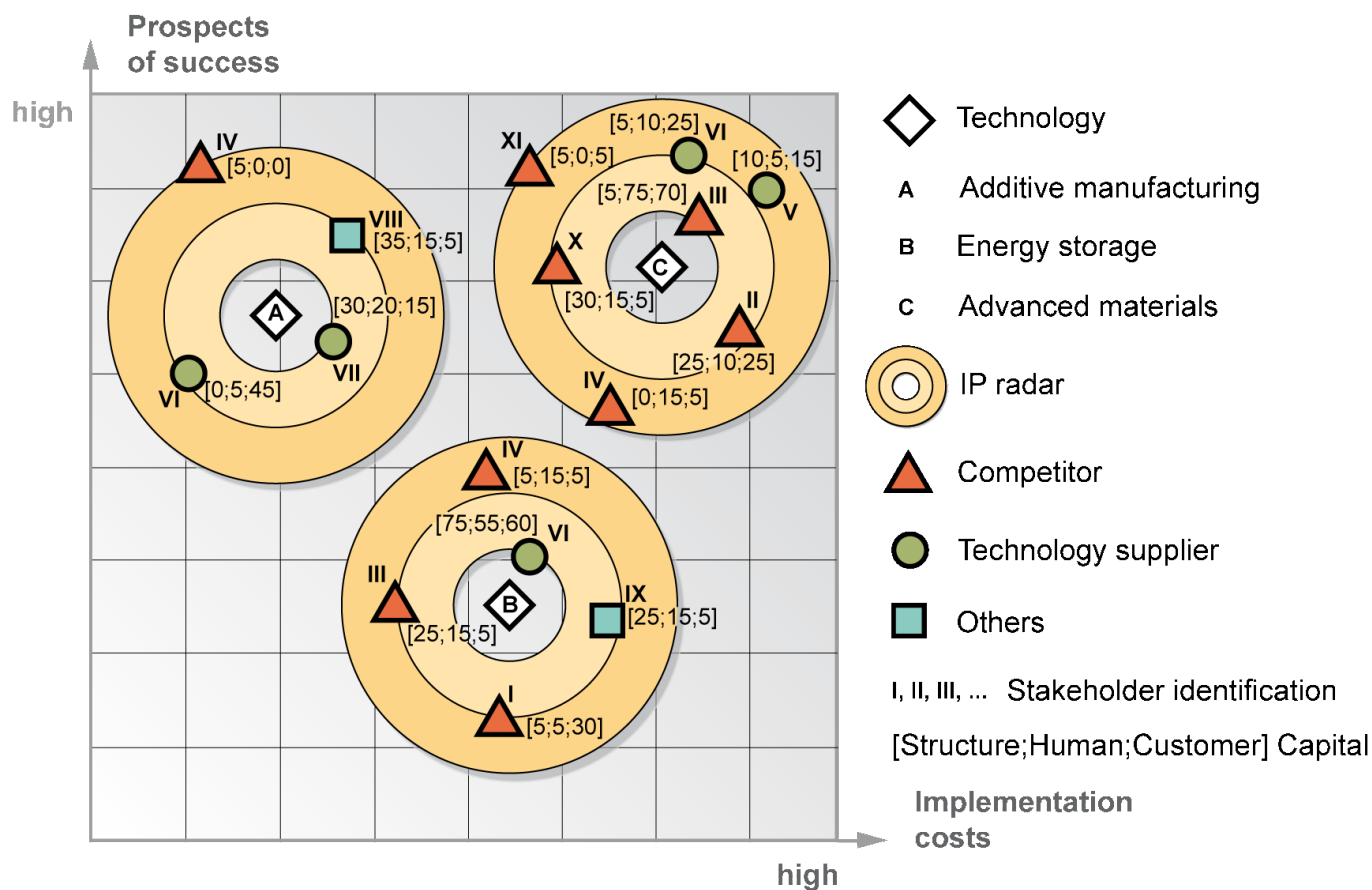 Prospects
of success
high
IV
[5;0;0]
VIII
[35;15;5]
A
[30;20;15]
VII
VI
[0;5;45]
XI
[5;0;5]
[5;10;25]
VI
[10;5;15]
V
[5;75;70]
III
X
C
[30;15;5]
II
[25;10;25]
IV
[0;15;5]
IV
[5;15;5]
[75;55;60]
VI
III
B
IX
[25;15;5]
[25;15;5]
I
[5;5;30]
Technology
A Additive manufacturing
B Energy storage
C Advanced materials
IP radar
Competitor
Technology supplier
Others
I, II, III, ... Stakeholder identification
[Structure;Human;Customer] Capital
Implementation
costs
high